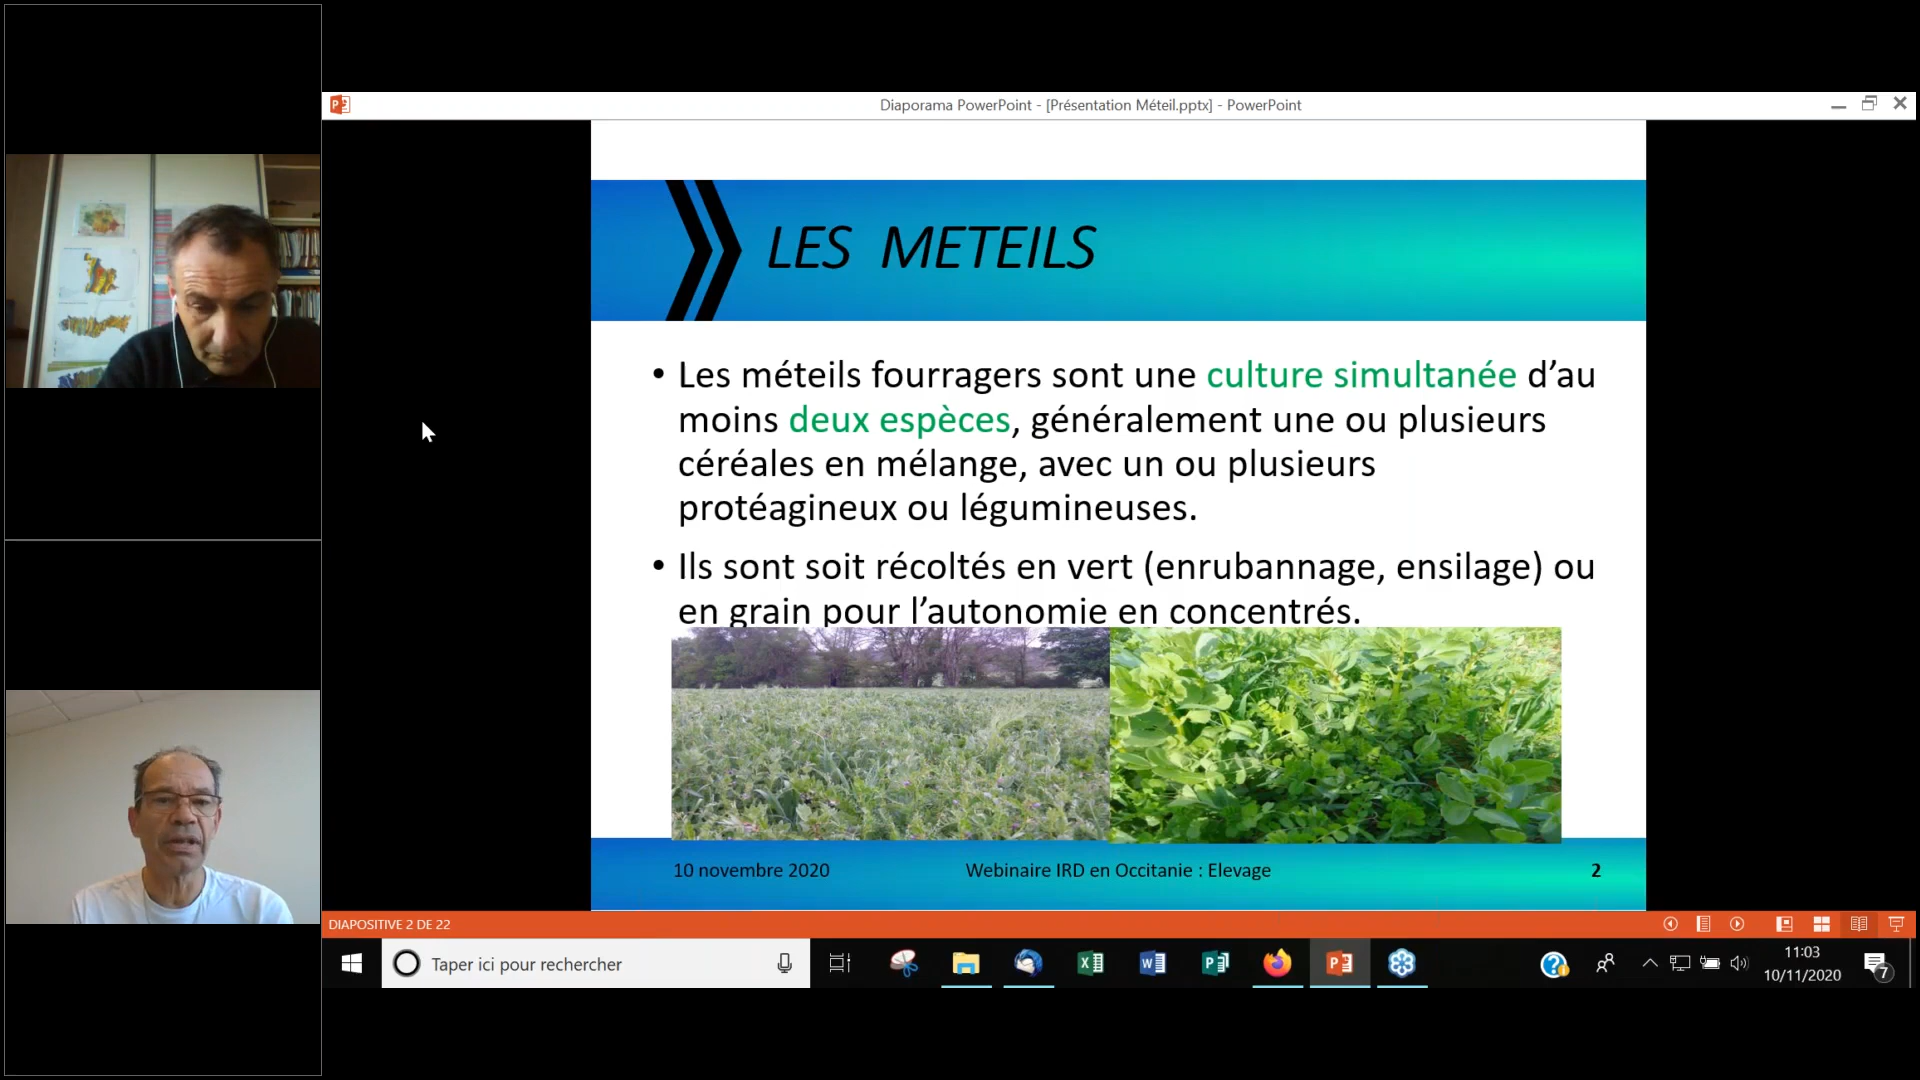 Diaporama PowerPoint - [Présentation Méteil.pptx] - PowerPoint
LES METEILS
• Les méteils fourragers sont une culture simultanée d’au
moins deux espèces, généralement une ou plusieurs
céréales en mélange, avec un ou plusieurs
protéagineux ou légumineuses.
• Ils sont soit récoltés en vert (enrubannage, ensilage) ou
en grain pour l’autonomie en concentrés.
10 novembre 2020
Webinaire IRD en Occitanie : Elevage
2
DIAPOSITIVE 2 DE 22
Taper ici pour rechercher
11:03
10/11/2020
7